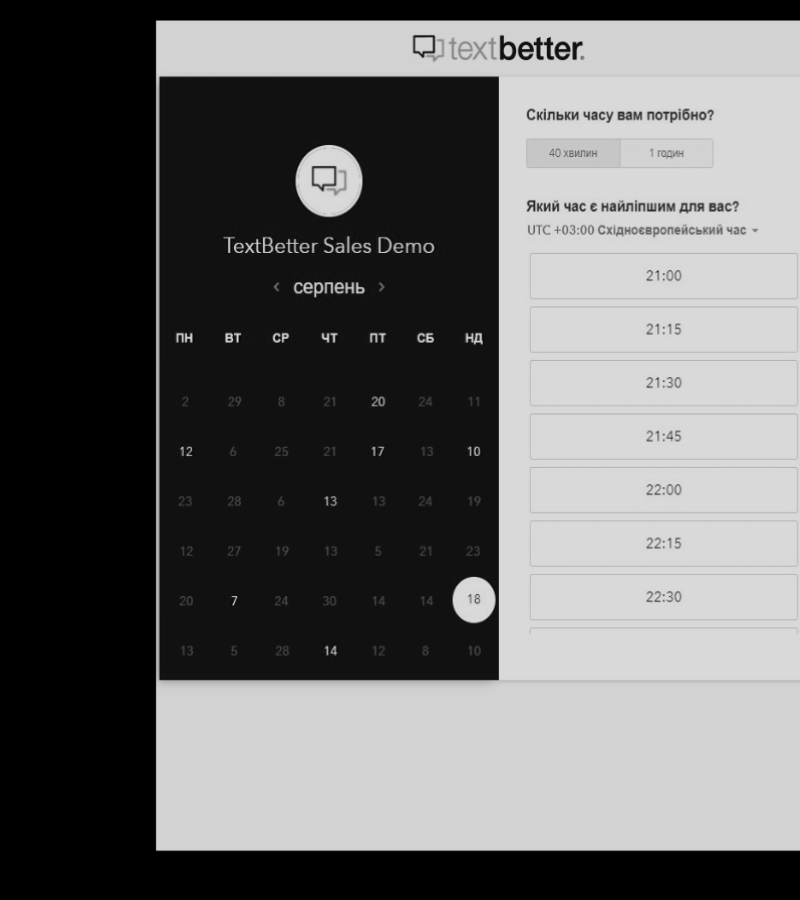 textbetter.
TextBetter Sales Demo
‹ серпень ›
ПН ВТ СР ЧТ ПТ СБ НД
2 29 8 21 20 24 11
12 6 25 21 17 13 10
23 28 6 13 13 24 19
12 27 19 13 5 21 23
20 7 24 30 14 14 18
13 5 28 14 12 8 10
Скільки часу вам потрібно?
40 хвилин 1 годин
Який час є найліпшим для вас?
UTC +03:00 Східноєвропейський час
21:00
21:15
21:30
21:45
22:00
22:15
22:30